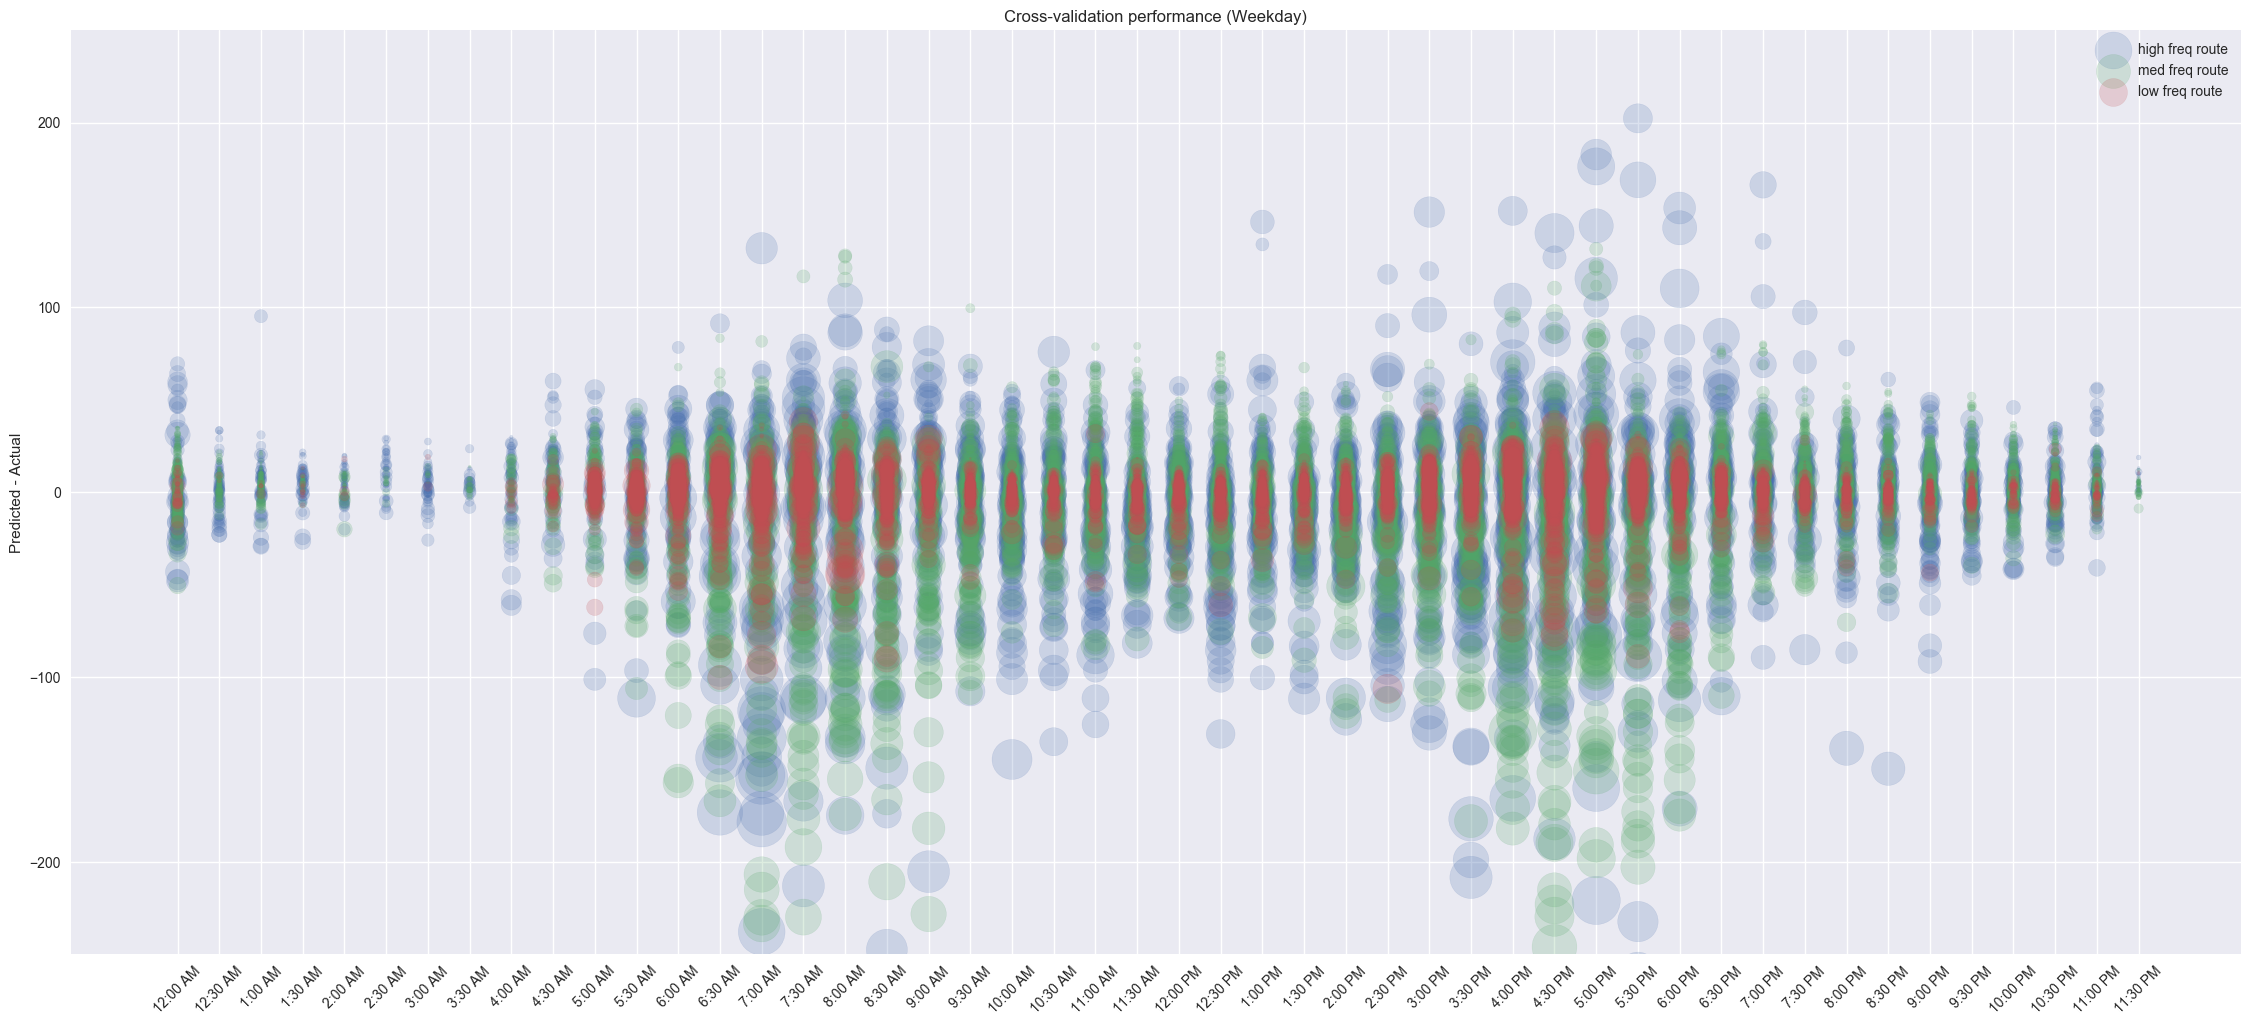 Cross-validation performance (Weekday)
high freq route
med freq route
low freq route
Predicted - Actual
200
100
0
−100
−200
12:00 AM
12:30 AM
1:00 AM
1:30 AM
2:00 AM
2:30 AM
3:00 AM
3:30 AM
4:00 AM
4:30 AM
5:00 AM
5:30 AM
6:00 AM
6:30 AM
7:00 AM
7:30 AM
8:00 AM
8:30 AM
9:00 AM
9:30 AM
10:00 AM
10:30 AM
11:00 AM
11:30 AM
12:00 PM
12:30 PM
1:00 PM
1:30 PM
2:00 PM
2:30 PM
3:00 PM
3:30 PM
4:00 PM
4:30 PM
5:00 PM
5:30 PM
6:00 PM
6:30 PM
7:00 PM
7:30 PM
8:00 PM
8:30 PM
9:00 PM
9:30 PM
10:00 PM
10:30 PM
11:00 PM
11:30 PM